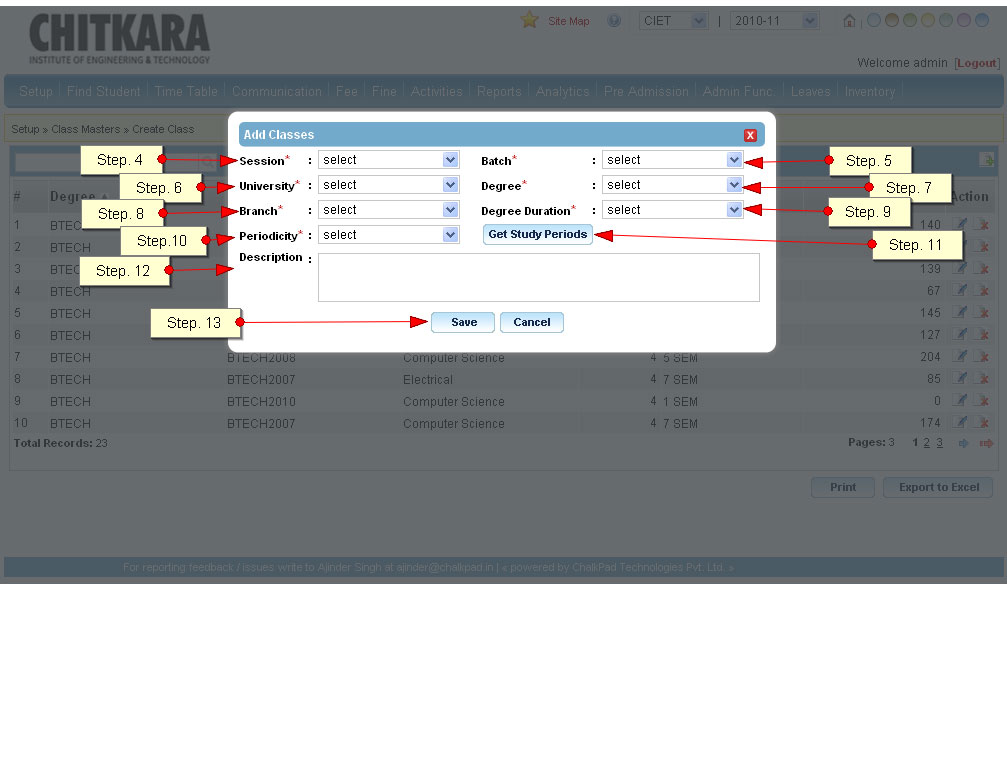 CHITKARA
INSTITUTE OF ENGINEERING & TECHNOLOGY
Site Map CIET | 2010-11
Welcome admin [Logout]
Setup Find Student Time Table Communication Fee Fine Activities Reports Analytics Pre Admission Admin Func. Leaves Inventory
Setup » Class Masters » Create Class
Add Classes X
Step. 4 Session* : select Batch* : select Step. 5
Step. 6 University* : select Degree* : select Step. 7
# Degree Action
Step. 8 Branch* : select Degree Duration* : select Step. 9
1 BTEC 140
Step.10 Periodicity* : select Get Study Periods Step. 11
2 BTECH
Step. 12 Description :
3 139
4 BTECH 67
5 BTECH 145
Step. 13 Save Cancel
6 BTECH 127
7 BTECH BTECH2008 Computer Science 4 5 SEM 204
8 BTECH BTECH2007 Electrical 4 7 SEM 85
9 BTECH BTECH2010 Computer Science 4 1 SEM 0
10 BTECH BTECH2007 Computer Science 4 7 SEM 174
Total Records: 23 Pages: 3 1 2 3
Print Export to Excel
For reporting feedback / issues write to Ajinder Singh at ajinder@chalkpad.in | < powered by ChalkPad Technologies Pvt. Ltd. >